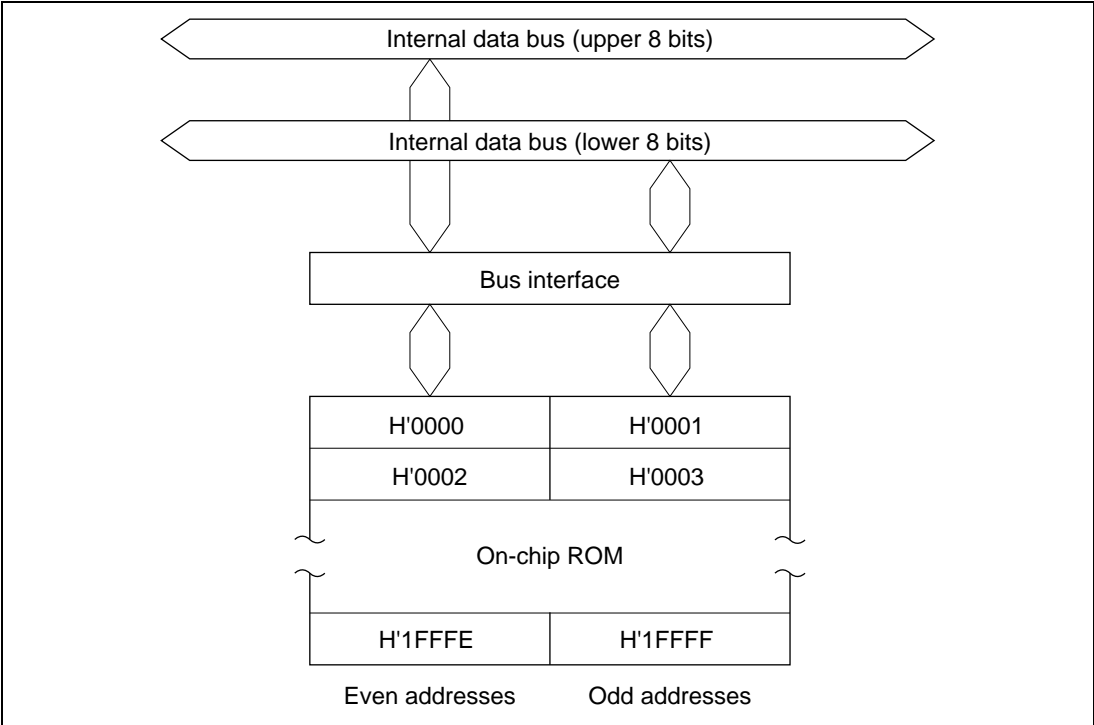 Internal data bus (upper 8 bits)
Internal data bus (lower 8 bits)
Bus interface
H'0000 H'0001
H'0002 H'0003
On-chip ROM
H'1FFFE H'1FFFF
Even addresses Odd addresses